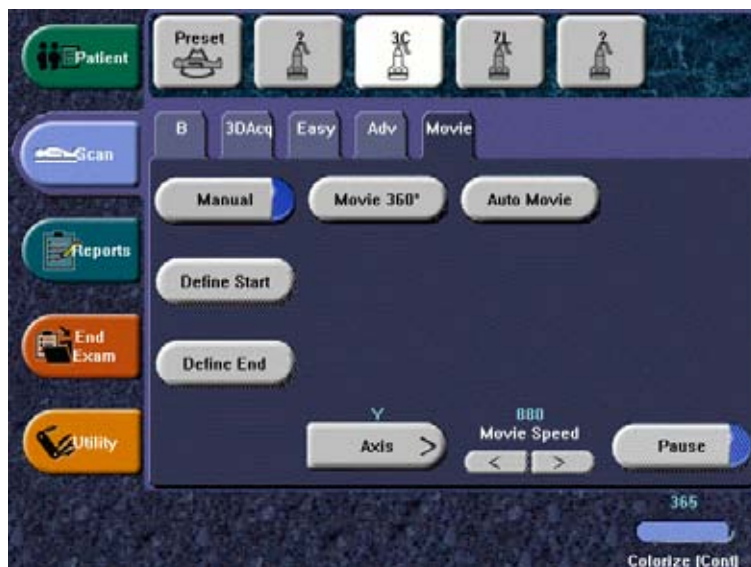 Patient
Preset
?
3C
7L
?
B
3DAcq
Easy
Adv
Movie
Scan
Manual
Movie 360°
Auto Movie
Reports
Define Start
End
Exam
Define End
Utility
Y
Axis >
880
Movie Speed
< >
Pause
365
Colorize (Cont)